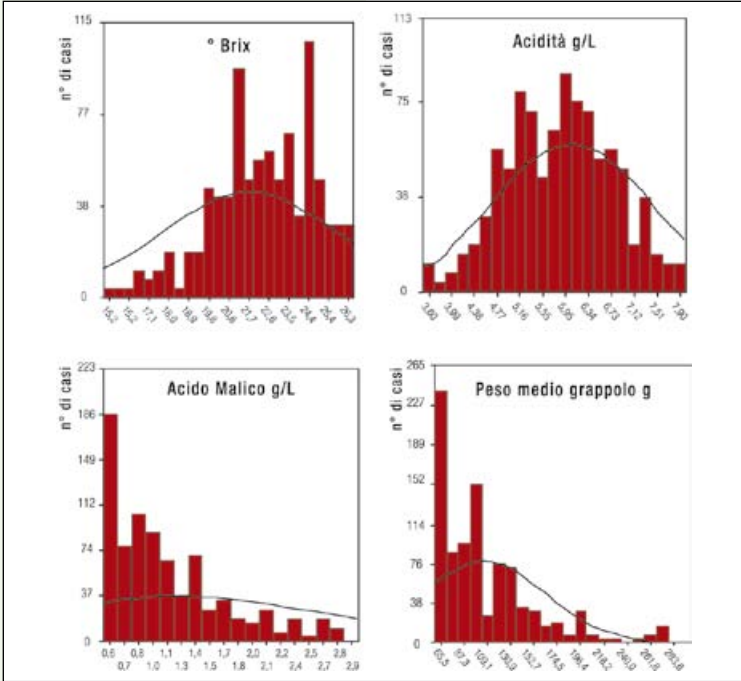 ° Brix
n° di casi
115
77
38
0
15,2 16,2 17,1 18,0 18,9 19,8 20,8 21,7 22,6 23,5 24,4 25,4 26,3
Acidità g/L
n° di casi
113
75
38
0
3,60 3,99 4,38 4,77 5,16 5,55 5,95 6,34 6,73 7,12 7,51 7,90
Acido Malico g/L
n° di casi
223
186
149
112
74
37
0
0,6 0,8 1,1 1,4 1,5 1,8 2,0 2,2 2,5 2,8
0,7 1,0 1,3 1,5 1,7 2,0 2,1 2,4 2,7 2,9
Peso medio grappolo g
n° di casi
265
227
189
152
114
76
38
0
65,5 97,3 109,1 130,9 152,7 174,5 196,4 218,2 240,0 261,8 283,6